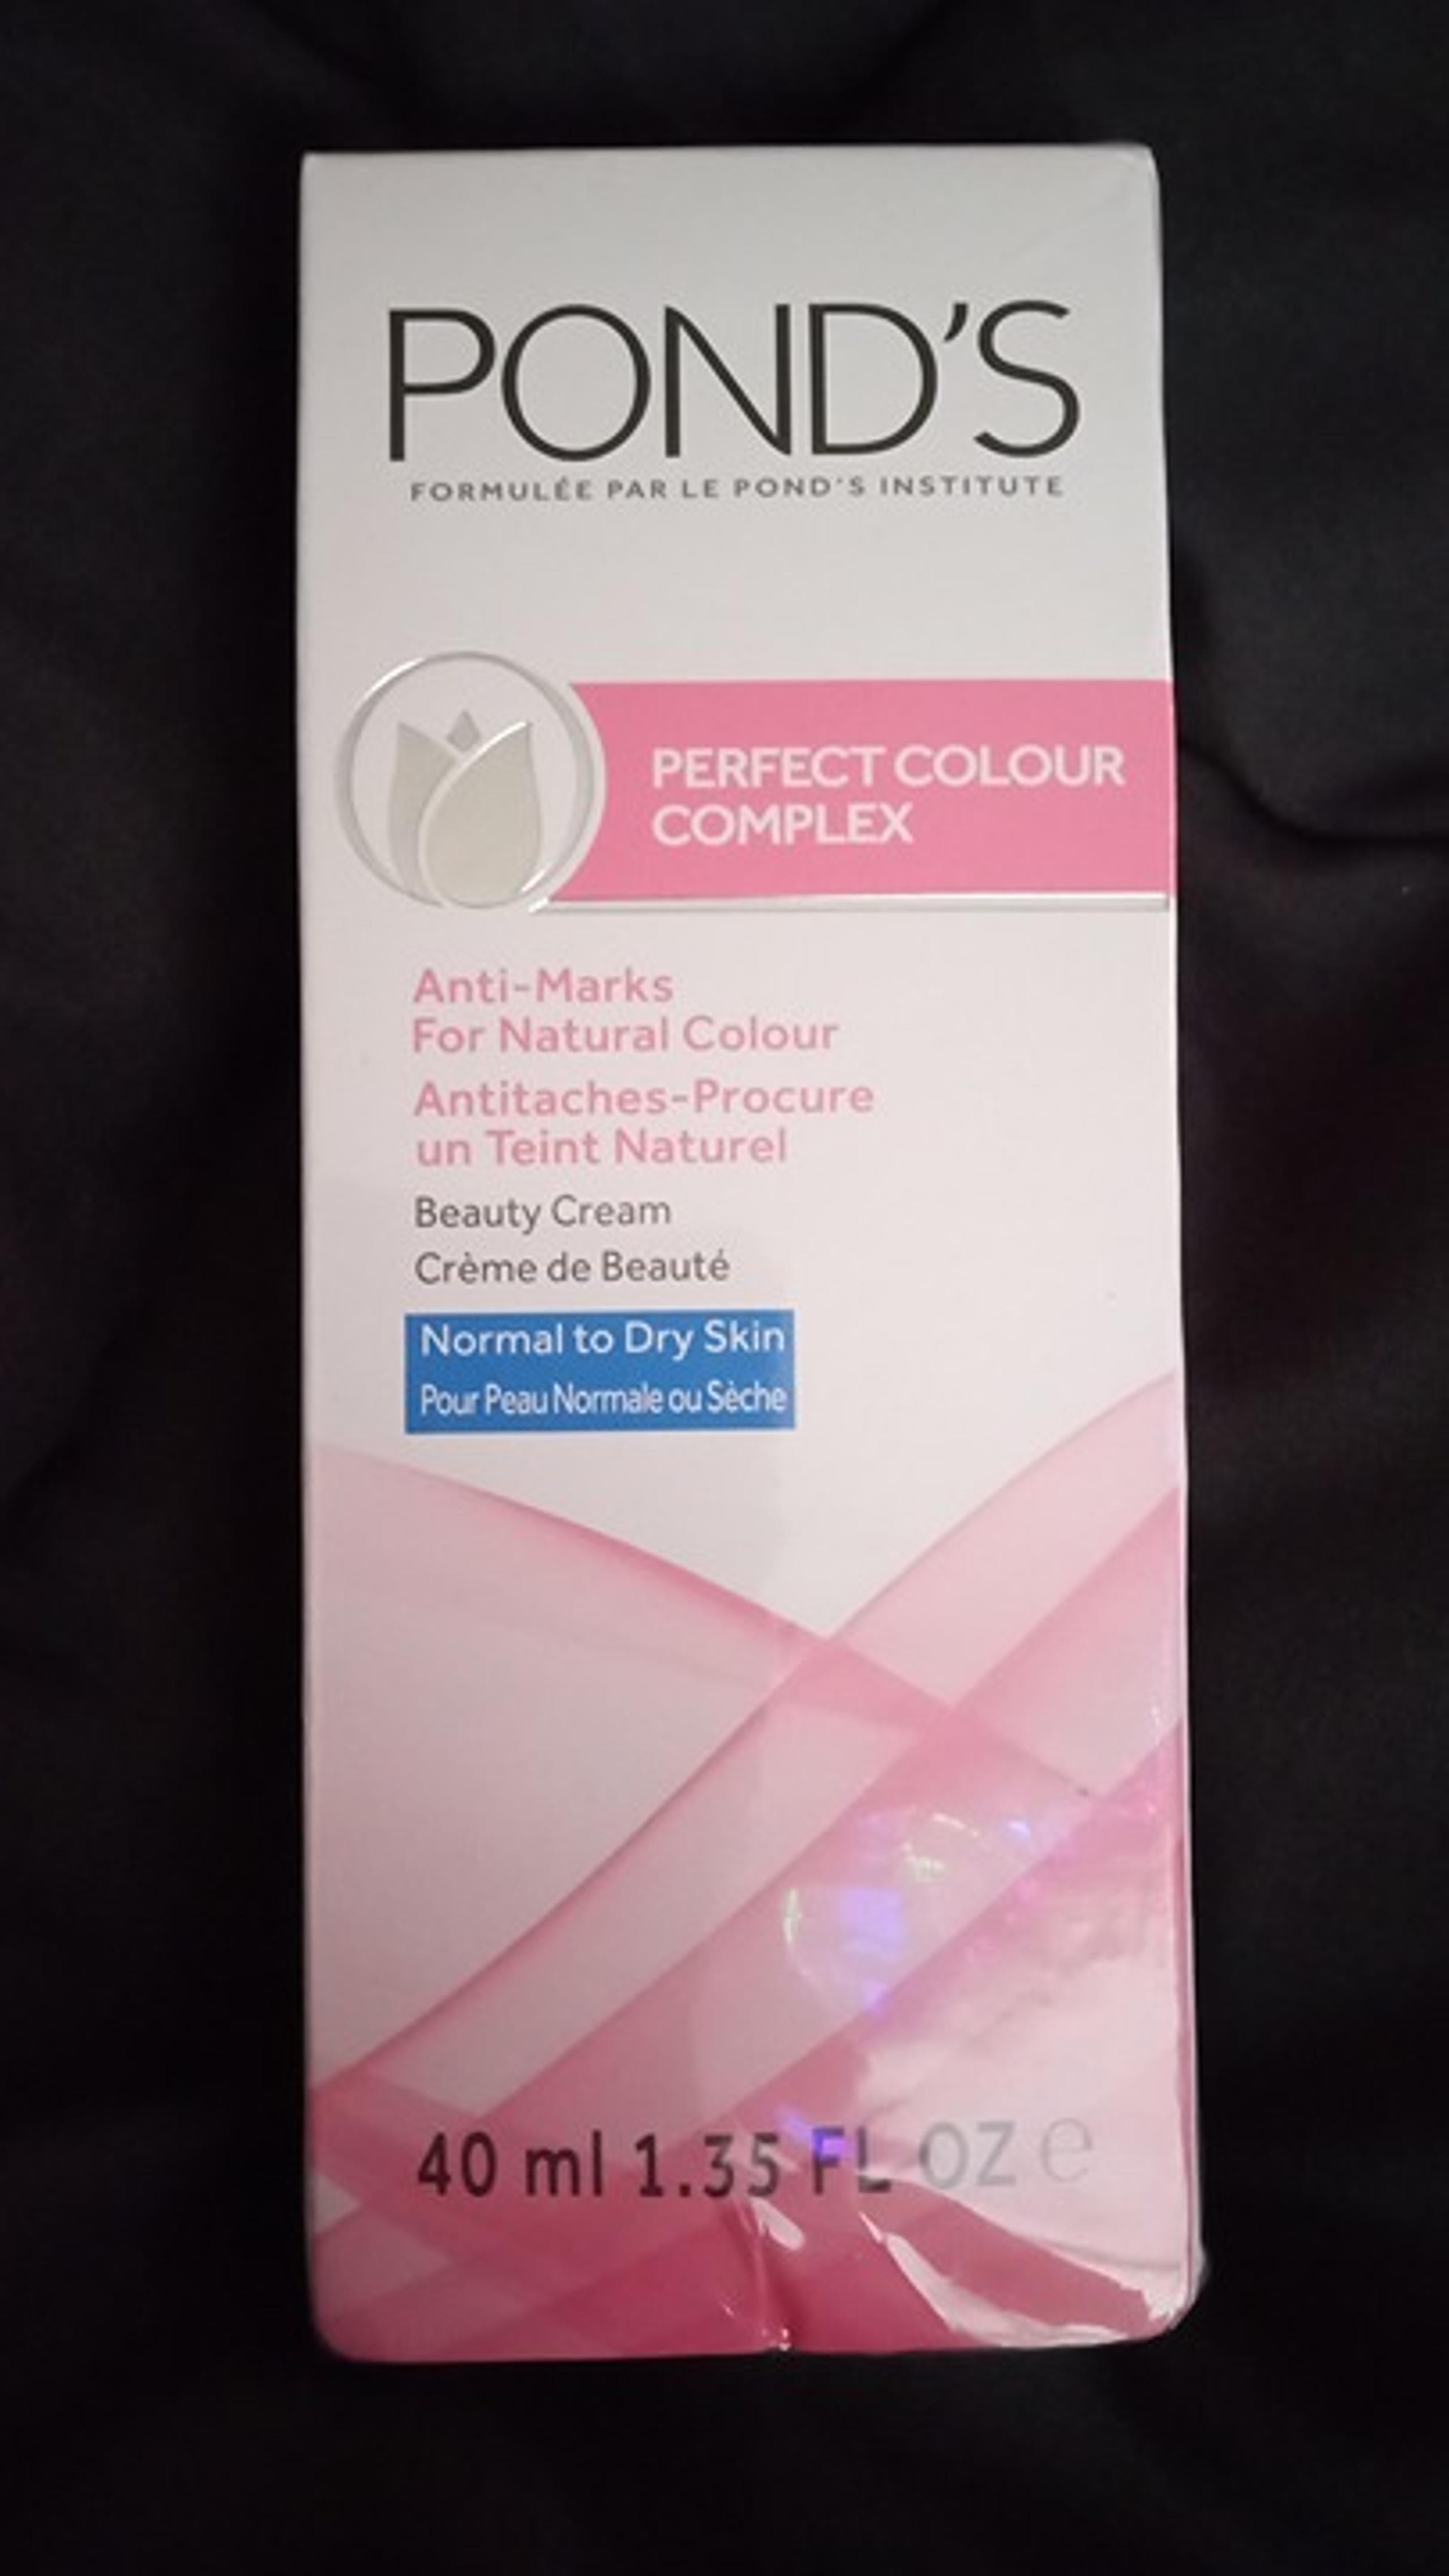 POND'S
FORMULÉE PAR LE POND'S INSTITUTE
PERFECT COLOUR
COMPLEX
Anti-Marks
For Natural Colour
Antitaches-Procure
un Teint Naturel
Beauty Cream
Crème de Beauté
Normal to Dry Skin
Pour Peau Normale ou Sèche
40 ml 1.35 FL OZ e